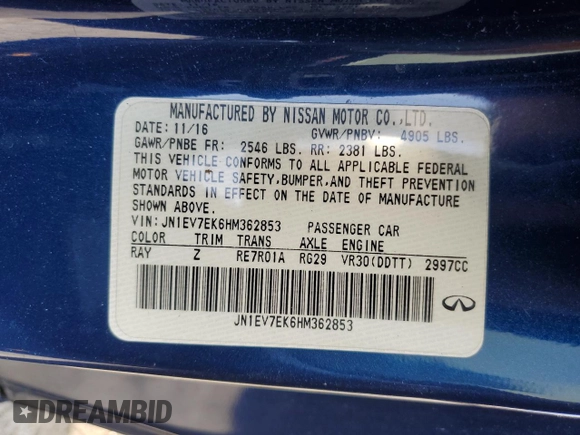 MANUFACTURED BY NISSAN MOTOR CO.,LTD.
DATE: 11/16 GVWR/PNBV: 4905 LBS.
GAWR/PNBE FR: 2546 LBS. RR: 2381 LBS.
THIS VEHICLE CONFORMS TO ALL APPLICABLE FEDERAL
MOTOR VEHICLE SAFETY,BUMPER,AND THEFT PREVENTION
STANDARDS IN EFFECT ON THE DATE OF MANUFACTURE
SHOWN ABOVE.
VIN:JN1EV7EK6HM362853 PASSENGER CAR
COLOR TRIM TRANS AXLE ENGINE
RAY Z RE7R01A RG29 VR30(DDTT) 2997CC
JN1EV7EK6HM362853
DREAMBID